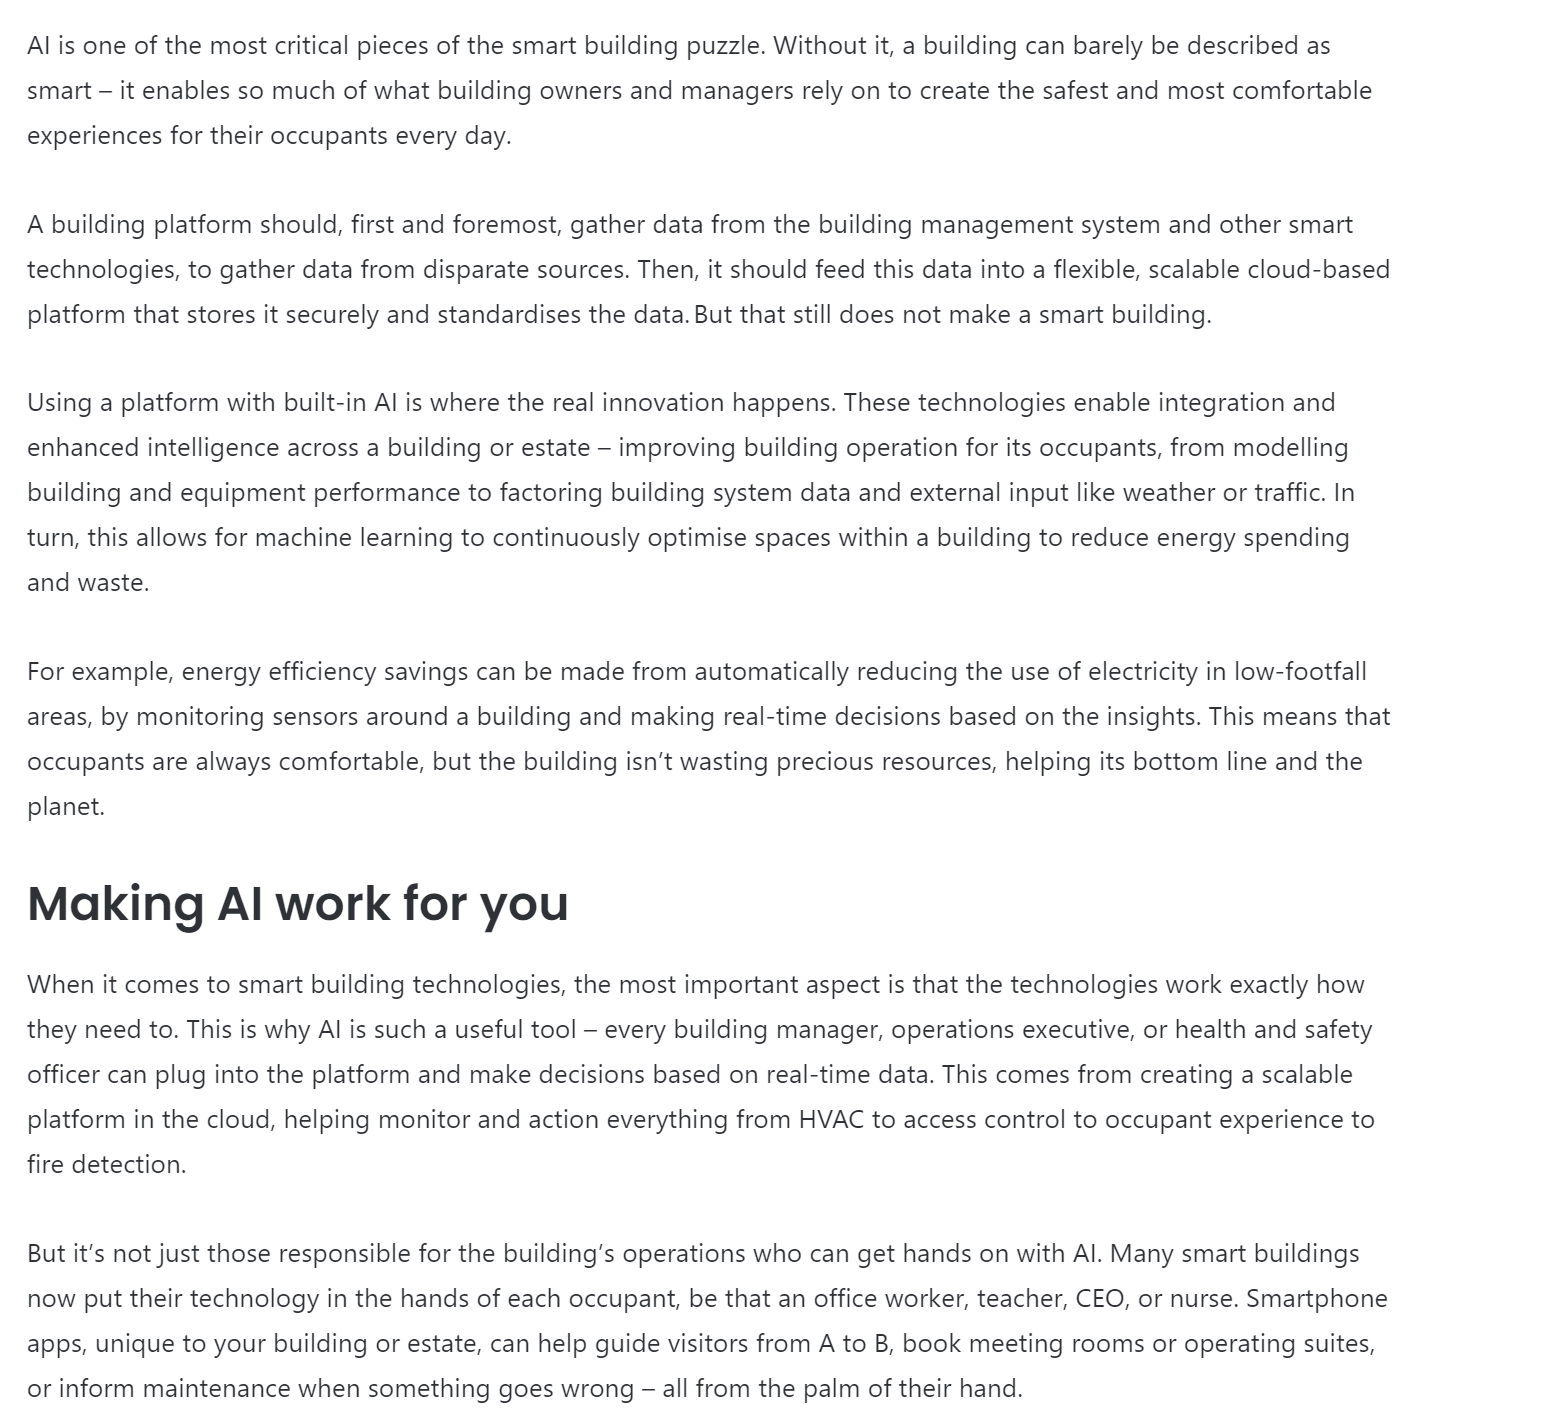 AI is one of the most critical pieces of the smart building puzzle. Without it, a building can barely be described as
smart – it enables so much of what building owners and managers rely on to create the safest and most comfortable
experiences for their occupants every day.
A building platform should, first and foremost, gather data from the building management system and other smart
technologies, to gather data from disparate sources. Then, it should feed this data into a flexible, scalable cloud-based
platform that stores it securely and standardises the data. But that still does not make a smart building.
Using a platform with built-in AI is where the real innovation happens. These technologies enable integration and
enhanced intelligence across a building or estate – improving building operation for its occupants, from modelling
building and equipment performance to factoring building system data and external input like weather or traffic. In
turn, this allows for machine learning to continuously optimise spaces within a building to reduce energy spending
and waste.
For example, energy efficiency savings can be made from automatically reducing the use of electricity in low-footfall
areas, by monitoring sensors around a building and making real-time decisions based on the insights. This means that
occupants are always comfortable, but the building isn’t wasting precious resources, helping its bottom line and the
planet.
Making AI work for you
When it comes to smart building technologies, the most important aspect is that the technologies work exactly how
they need to. This is why AI is such a useful tool – every building manager, operations executive, or health and safety
officer can plug into the platform and make decisions based on real-time data. This comes from creating a scalable
platform in the cloud, helping monitor and action everything from HVAC to access control to occupant experience to
fire detection.
But it’s not just those responsible for the building’s operations who can get hands on with AI. Many smart buildings
now put their technology in the hands of each occupant, be that an office worker, teacher, CEO, or nurse. Smartphone
apps, unique to your building or estate, can help guide visitors from A to B, book meeting rooms or operating suites,
or inform maintenance when something goes wrong – all from the palm of their hand.